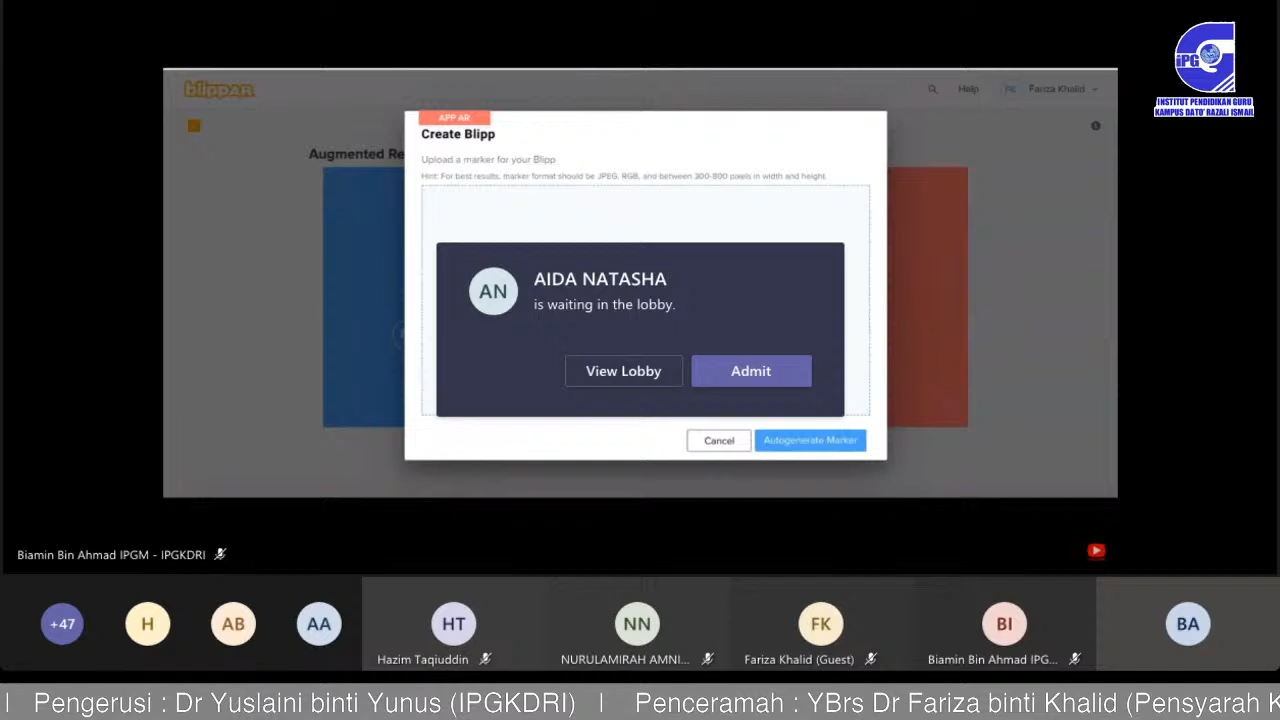 iPG
INSTITUT PENDIDIKAN GURU
KAMPUS DATO' RAZALI ISMAIL
blippAR
Help
FK
Fariza Khalid
Augmented Re
APP AR
Create Blipp
Upload a marker for your Blipp
Hint: For best results, marker format should be JPEG, RGB, and between 300-800 pixels in width and height.
AN
AIDA NATASHA
is waiting in the lobby.
View Lobby
Admit
Cancel
Autogenerate Marker
Biamin Bin Ahmad IPGM - IPGKDRI
+47
H
AB
AA
HT
NN
FK
BI
BA
Hazim Taqiuddin
NURULAMIRAH AMNI...
Fariza Khalid (Guest)
Biamin Bin Ahmad IPG...
I Pengerusi : Dr Yuslaini binti Yunus (IPGKDRI) I Penceramah : YBrs Dr Fariza binti Khalid (Pensyarah K